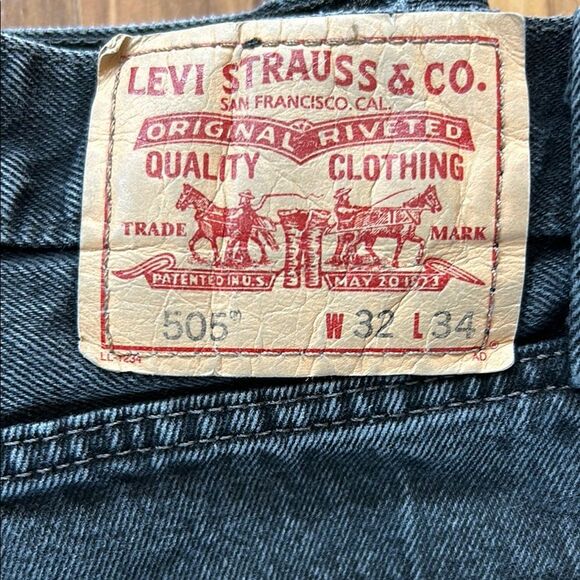 LEVI STRAUSS & CO.
SAN FRANCISCO, CAL.
ORIGINAL RIVETED
QUALITY CLOTHING
TRADE MARK
PATENTED IN U.S. MAY 20 1873
505® W 32 L 34